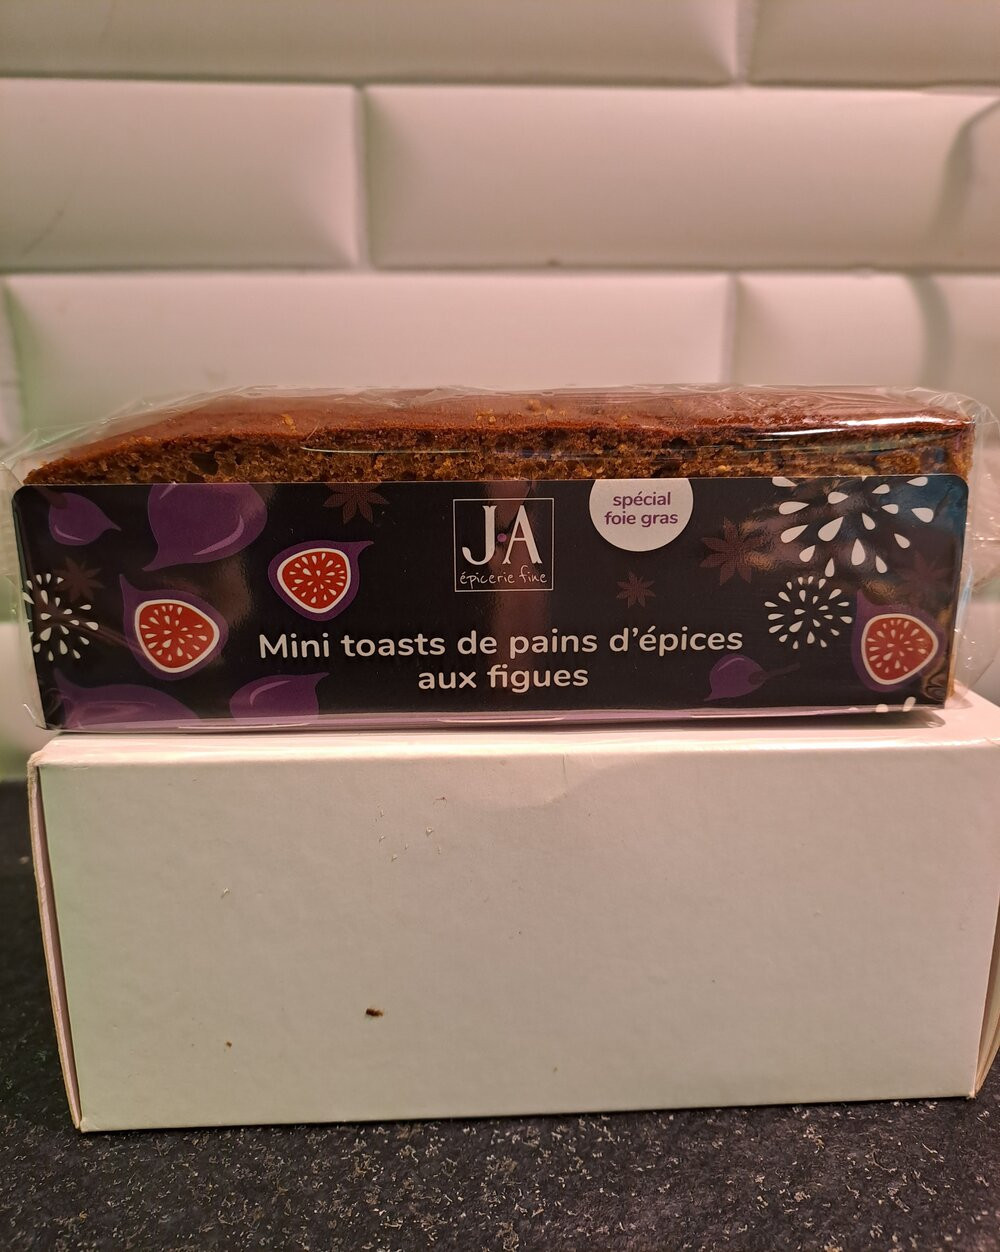 J·A
épicerie fine
spécial
foie gras
Mini toasts de pains d'épices
aux figues